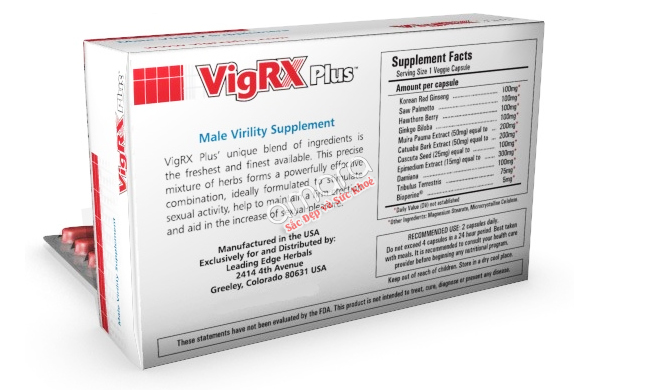 VigRX Plus™
Male Virility Supplement
VigRX Plus' unique blend of ingredients is
the freshest and finest available. This precise
mixture of herbs forms a powerfully effective
combination, ideally formulated to stimulate
sexual activity, help to maintain
and aid in the increase of sexual pleasure.
Sắc Đẹp và Sức Khỏe
Manufactured in the USA
Exclusively for and Distributed by:
Leading Edge Herbals
2414 4th Avenue
Greeley, Colorado 80631 USA
Supplement Facts
Serving Size 1 Veggie Capsule
Amount per capsule
Korean Red Ginseng 100mg*
Saw Palmetto 100mg*
Hawthorn Berry 100mg*
Ginkgo Biloba 100mg*
Muira Pauma Extract (50mg) equal to 200mg*
Catuaba Bark Extract (50mg) equal to 200mg*
Cuscuta Seed (25mg) equal to 100mg*
Epimedium Extract (15mg) equal to 300mg*
Damiana 100mg*
Tribulus Terrestris 75mg*
Bioperine® 5mg*
*Daily Value (DV) not established
*Other Ingredients: Magnesium Stearate, Microcrystalline Cellulose
RECOMMENDED USE: 2 capsules daily.
Do not exceed 4 capsules in a 24 hour period. Best taken
with meals. It is recommended to consult your health care
provider before beginning any nutritional program.
Keep out of reach of children. Store in a dry cool place.
These statements have not been evaluated by the FDA. This product is not intended to treat, cure, diagnose or prevent any disease.
VigRX Plus
Male Virility Supplement